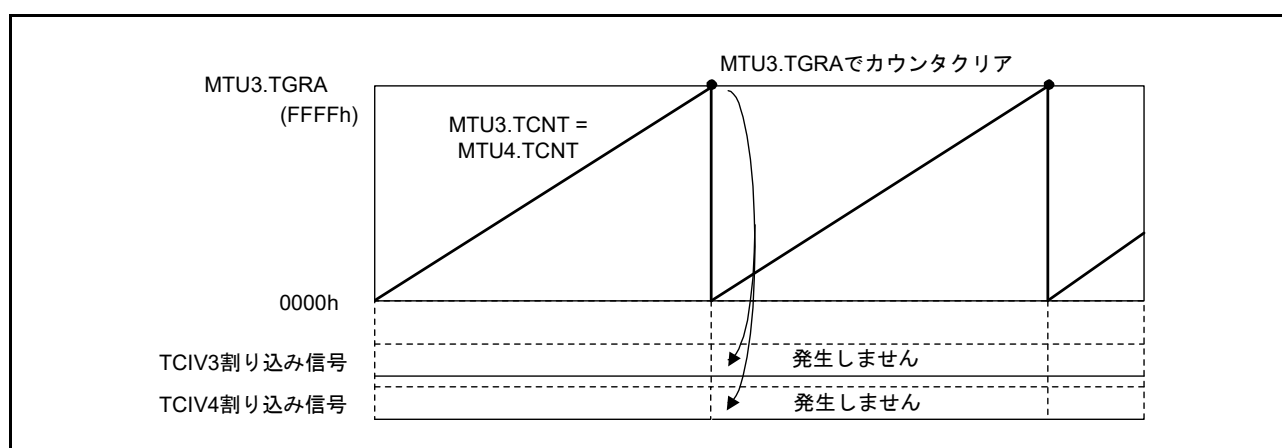 MTU3.TGRAでカウンタクリア
MTU3.TGRA
(FFFFh)
MTU3.TCNT =
MTU4.TCNT
0000h
TCIV3割り込み信号
発生しません
TCIV4割り込み信号
発生しません